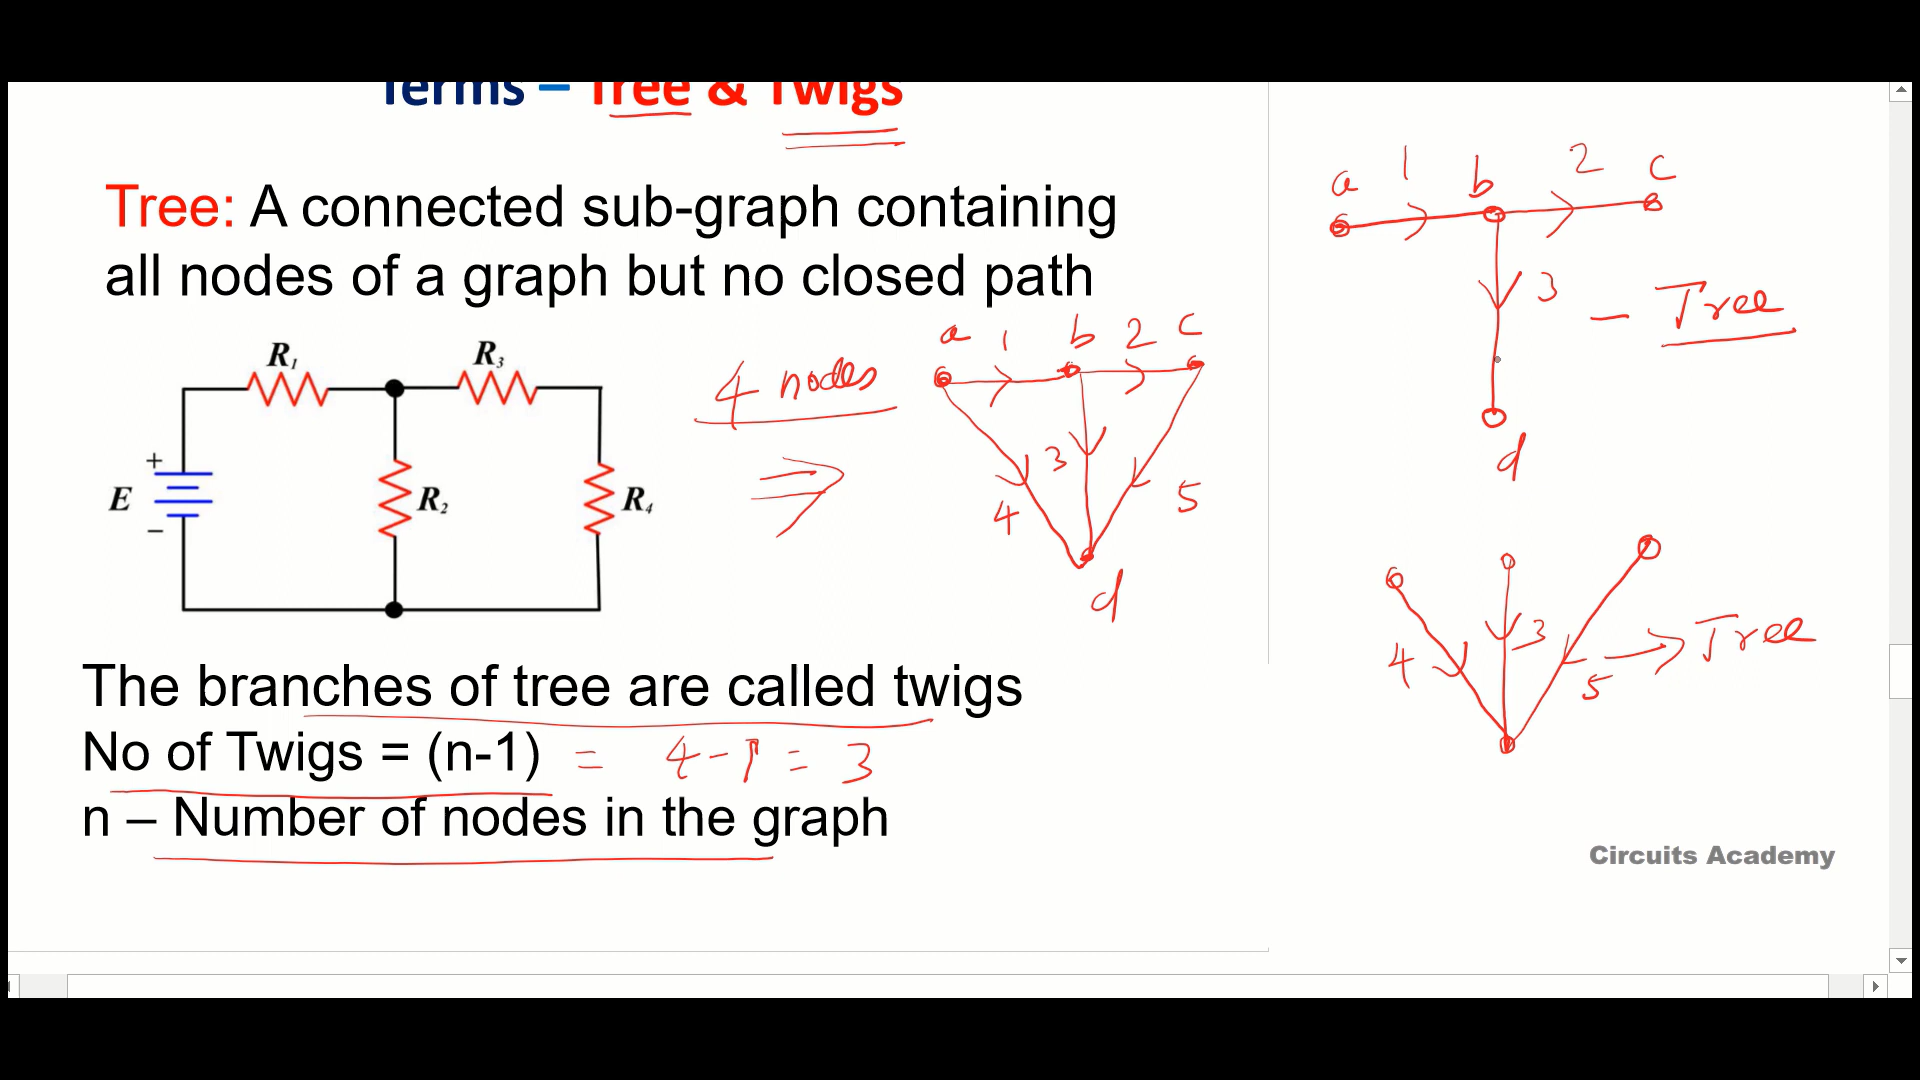 Terms – Tree & Twigs
Tree: A connected sub-graph containing
all nodes of a graph but no closed path
R1
R3
+
E
−
R2
R4
4 nodes
⇒
a 1 b 2 c
3
4
5
d
The branches of tree are called twigs
No of Twigs = (n-1) = 4-1 = 3
n – Number of nodes in the graph
a 1 b 2 c
3 – Tree
d
4 3 5 → Tree
Circuits Academy